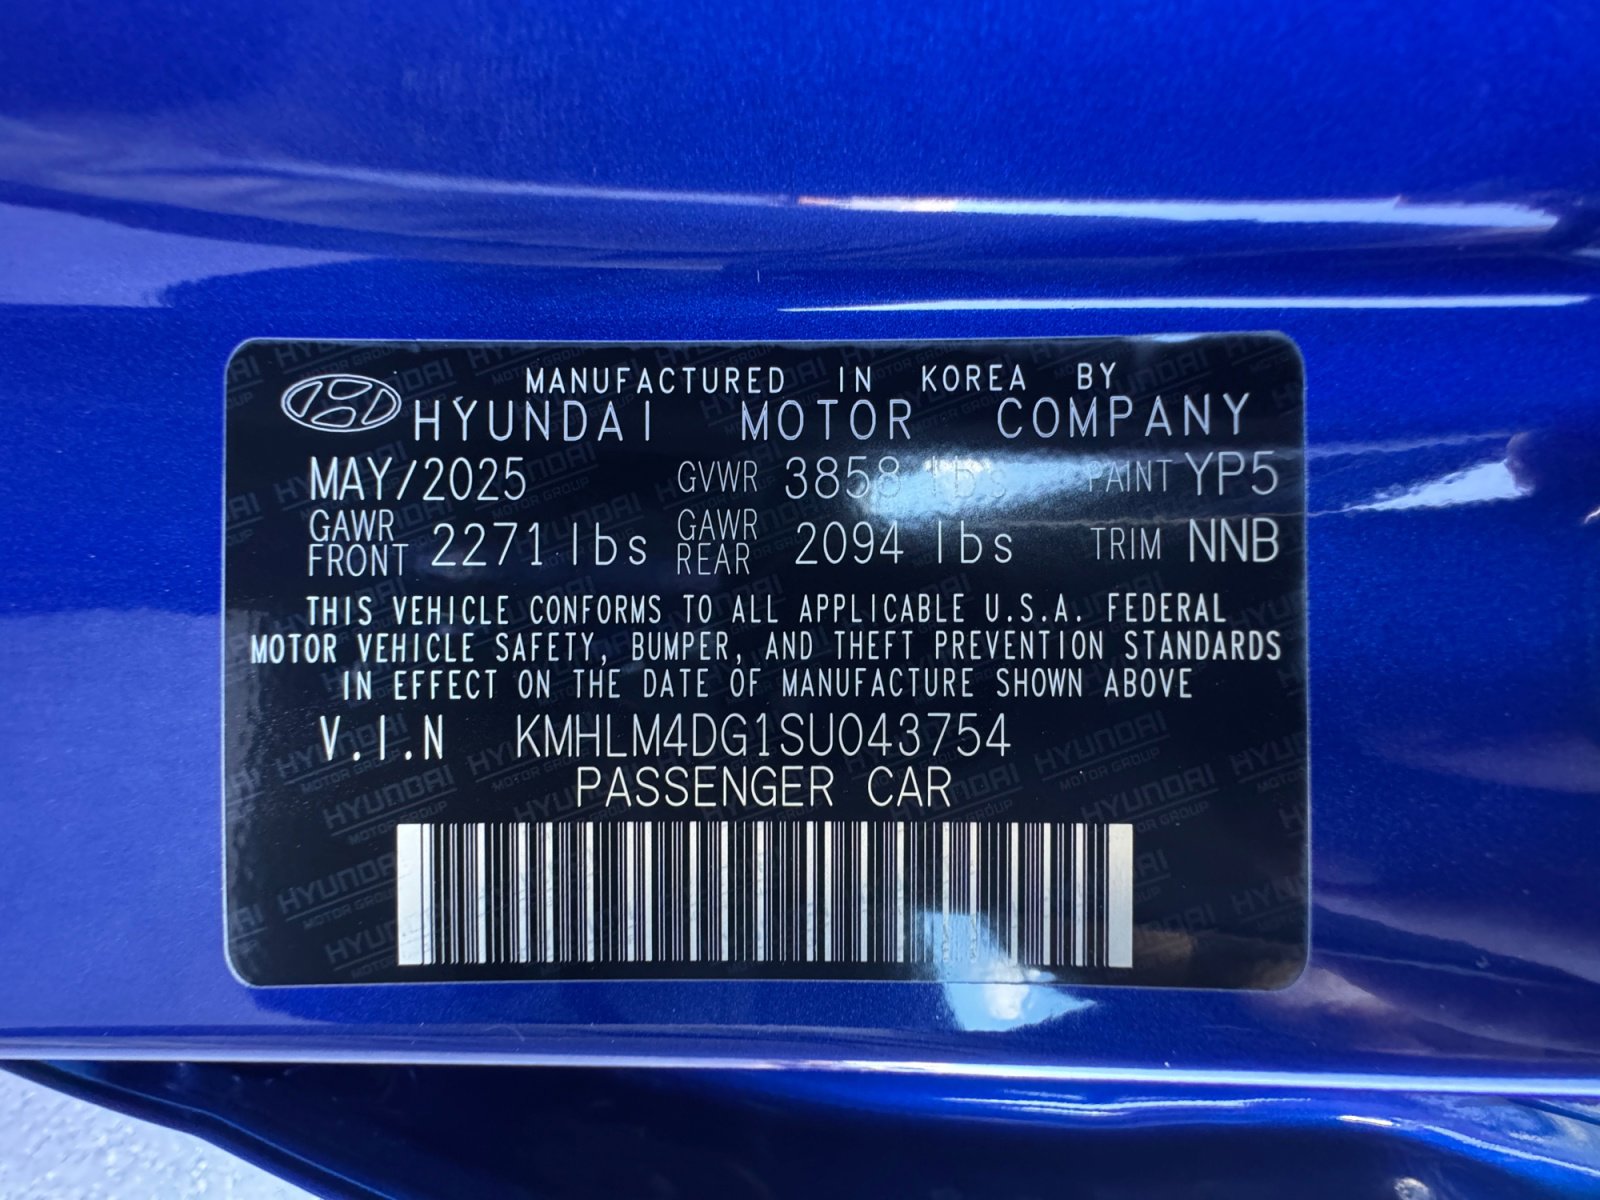 MANUFACTURED IN KOREA BY
HYUNDAI MOTOR COMPANY
MAY/2025 GVWR 3858 lbs PAINT YP5
GAWR FRONT 2271 lbs GAWR REAR 2094 lbs TRIM NNB
THIS VEHICLE CONFORMS TO ALL APPLICABLE U.S.A. FEDERAL
MOTOR VEHICLE SAFETY, BUMPER, AND THEFT PREVENTION STANDARDS
IN EFFECT ON THE DATE OF MANUFACTURE SHOWN ABOVE
V.I.N KMHLM4DG1SU043754
PASSENGER CAR